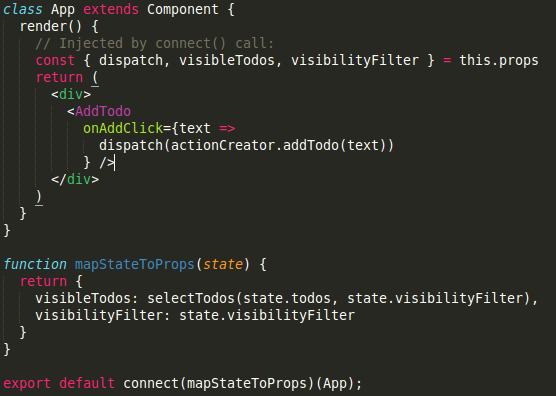 class App extends Component {
  render() {
    // Injected by connect() call:
    const { dispatch, visibleTodos, visibilityFilter } = this.props
    return (
      <div>
        <AddTodo
          onAddClick={text =>
            dispatch(actionCreator.addTodo(text))
          } />
      </div>
    )
  }
}

function mapStateToProps(state) {
  return {
    visibleTodos: selectTodos(state.todos, state.visibilityFilter),
    visibilityFilter: state.visibilityFilter
  }
}

export default connect(mapStateToProps)(App);